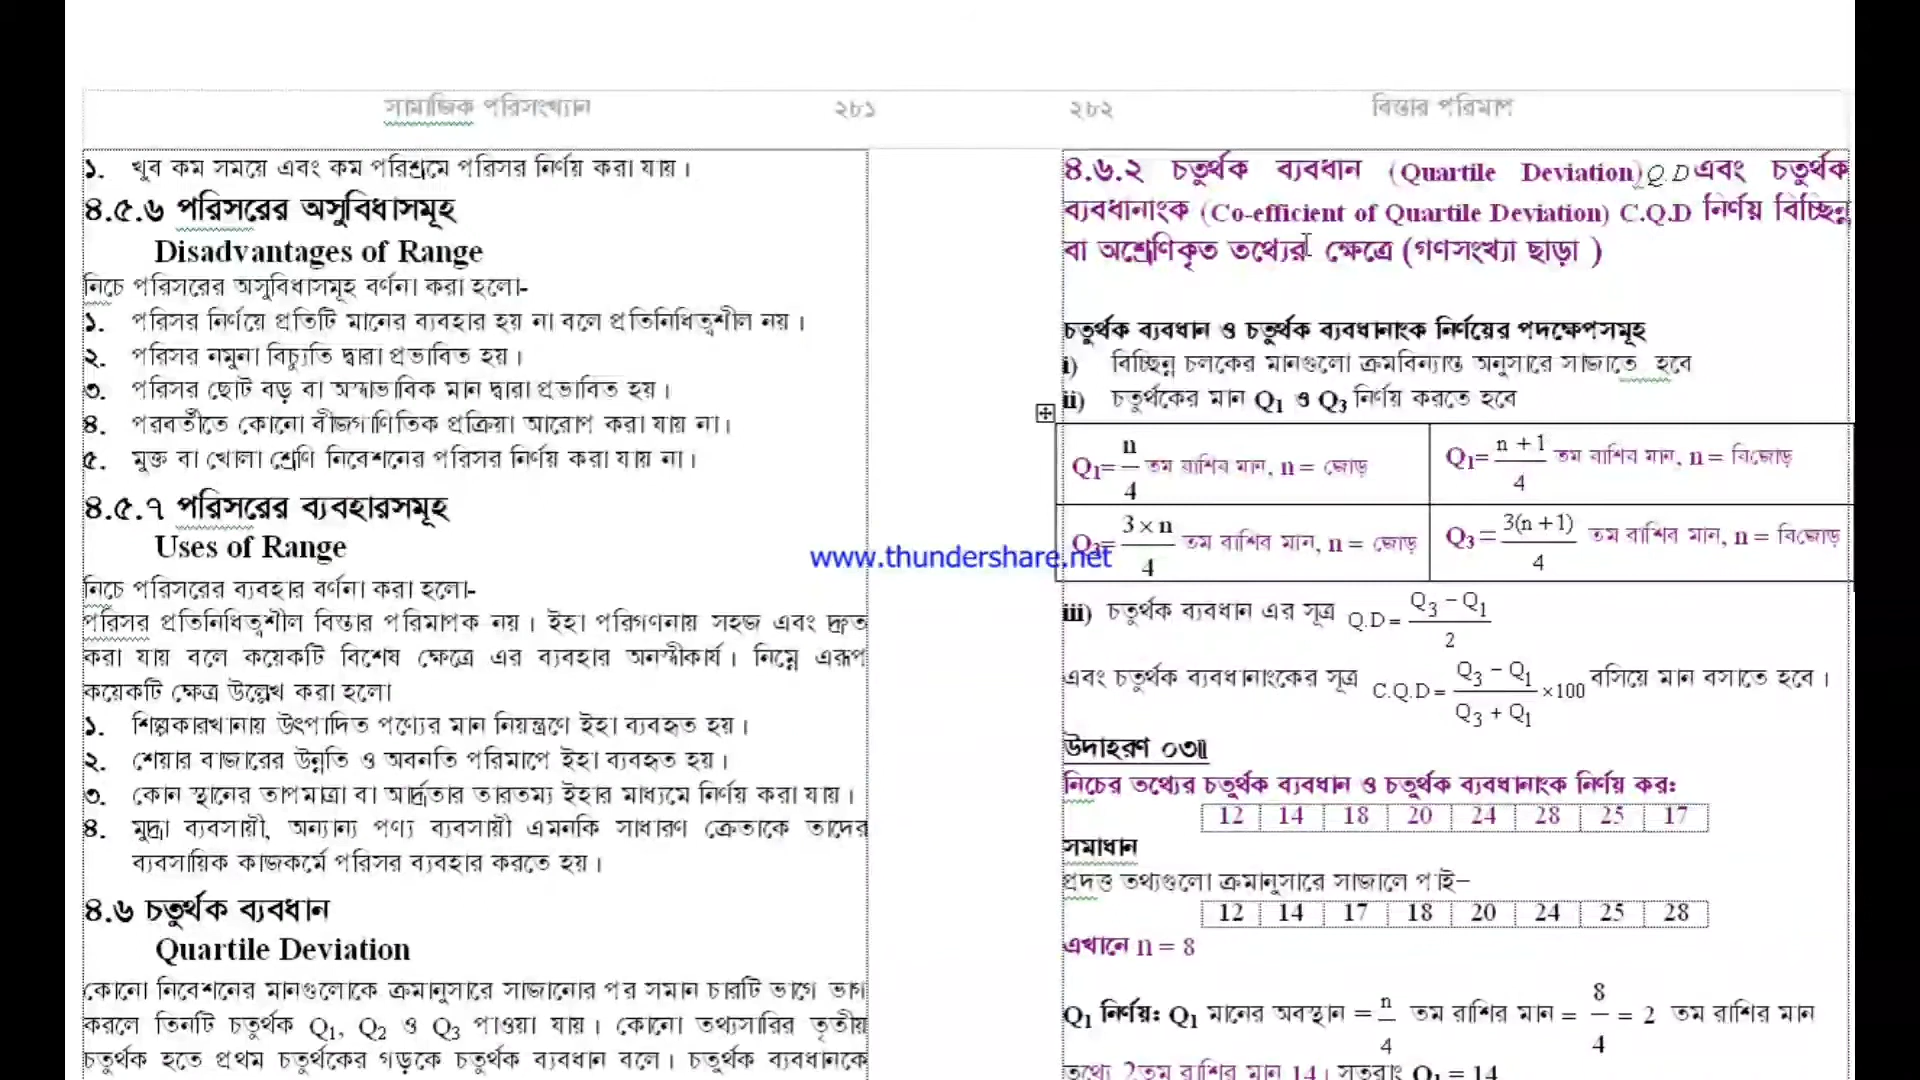 সামাজিক পরিসংখ্যান ২৮১
১. খুব কম সময়ে এবং কম পরিশ্রমে পরিসর নির্ণয় করা যায়।
৪.৫.৬ পরিসরের অসুবিধাসমূহ
Disadvantages of Range
নিচে পরিসরের অসুবিধাসমূহ বর্ণনা করা হলো-
১. পরিসর নির্ণয়ে প্রতিটি মানের ব্যবহার হয় না বলে প্রতিনিধিত্বশীল নয়।
২. পরিসর নমুনা বিচ্যুতি দ্বারা প্রভাবিত হয়।
৩. পরিসর ছোট বড় বা অস্বাভাবিক মান দ্বারা প্রভাবিত হয়।
৪. পরবর্তীতে কোনো বীজগাণিতিক প্রক্রিয়া আরোপ করা যায় না।
৫. মুক্ত বা খোলা শ্রেণি নিবেশনের পরিসর নির্ণয় করা যায় না।
৪.৫.৭ পরিসরের ব্যবহারসমূহ
Uses of Range
নিচে পরিসরের ব্যবহার বর্ণনা করা হলো-
পরিসর প্রতিনিধিত্বশীল বিস্তার পরিমাপক নয়। ইহা পরিগণনায় সহজ এবং দ্রুত
করা যায় বলে কয়েকটি বিশেষ ক্ষেত্রে এর ব্যবহার অনস্বীকার্য। নিম্নে এরূপ
কয়েকটি ক্ষেত্র উল্লেখ করা হলো
১. শিল্পকারখানায় উৎপাদিত পণ্যের মান নিয়ন্ত্রণে ইহা ব্যবহৃত হয়।
২. শেয়ার বাজারের উন্নতি ও অবনতি পরিমাপে ইহা ব্যবহৃত হয়।
৩. কোন স্থানের তাপমাত্রা বা আর্দ্রতার তারতম্য ইহার মাধ্যমে নির্ণয় করা যায়।
৪. মুদ্রা ব্যবসায়ী, অন্যান্য পণ্য ব্যবসায়ী এমনকি সাধারণ ক্রেতাকে তাদের
ব্যবসায়িক কাজকর্মে পরিসর ব্যবহার করতে হয়।
৪.৬ চতুর্থক ব্যবধান
Quartile Deviation
কোনো নিবেশনের মানগুলোকে ক্রমানুসারে সাজানোর পর সমান চারটি ভাগে ভাগ
করলে তিনটি চতুর্থক Q₁, Q₂ ও Q₃ পাওয়া যায়। কোনো তথ্যসারির তৃতীয়
চতুর্থক হতে প্রথম চতুর্থকের গড়কে চতুর্থক ব্যবধান বলে। চতুর্থক ব্যবধানকে
www.thundershare.net
২৮২ বিস্তার পরিমাপ
৪.৬.২ চতুর্থক ব্যবধান (Quartile Deviation) Q.D এবং চতুর্থক
ব্যবধানাংক (Co-efficient of Quartile Deviation) C.Q.D নির্ণয় বিচ্ছিন্ন
বা অশ্রেণিকৃত তথ্যের ক্ষেত্রে (গণসংখ্যা ছাড়া )
চতুর্থক ব্যবধান ও চতুর্থক ব্যবধানাংক নির্ণয়ের পদক্ষেপসমূহ
i) বিচ্ছিন্ন চলকের মানগুলো ক্রমবিন্যাস্ত অনুসারে সাজাতে হবে
ii) চতুর্থকের মান Q₁ ও Q₃ নির্ণয় করতে হবে
Q₁= n/4 তম রাশির মান, n = জোড় Q₁= n + 1/4 তম রাশির মান, n = বিজোড়
Q₃= 3 × n/4 তম রাশির মান, n = জোড় Q₃ = 3(n + 1)/4 তম রাশির মান, n = বিজোড়
iii) চতুর্থক ব্যবধান এর সূত্র Q.D = Q₃ − Q₁/2
এবং চতুর্থক ব্যবধানাংকের সূত্র C.Q.D = Q₃ − Q₁/Q₃ + Q₁ ×100 বসিয়ে মান বসাতে হবে।
উদাহরণ ০৩॥
নিচের তথ্যের চতুর্থক ব্যবধান ও চতুর্থক ব্যবধানাংক নির্ণয় কর:
12 14 18 20 24 28 25 17
সমাধান
প্রদত্ত তথ্যগুলো ক্রমানুসারে সাজালে পাই–
12 14 17 18 20 24 25 28
এখানে n = 8
Q₁ নির্ণয়: Q₁ মানের অবস্থান = n/4 তম রাশির মান = 8/4 = 2 তম রাশির মান
তথ্যে 2তম রাশির মান 14। সুতরাং Q₁ = 14